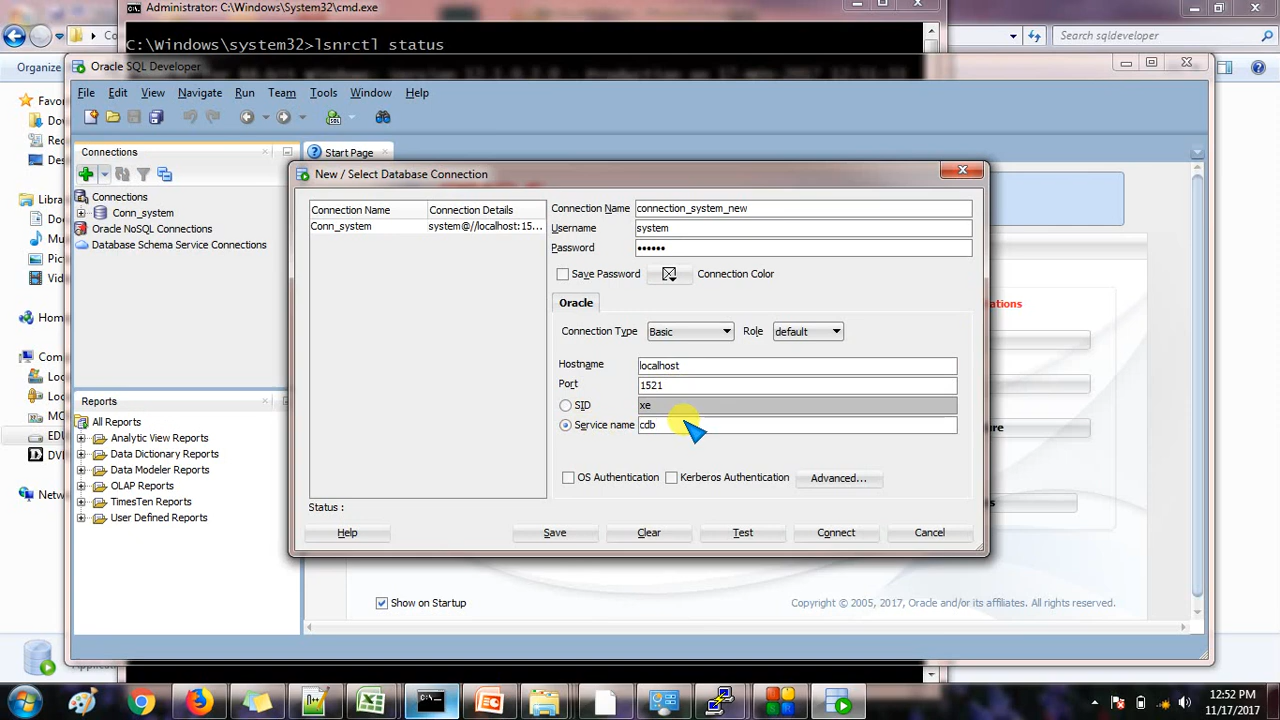 Administrator: C:\Windows\System32\cmd.exe
C:\Windows\system32>lsnrctl status
Search sqldeveloper
Organize
Oracle SQL Developer
File Edit View Navigate Run Team Tools Window Help
Connections
Start Page
Connections
Conn_system
Oracle NoSQL Connections
Database Schema Service Connections
New / Select Database Connection
Connection Name Connection Details
Conn_system system@//localhost:15...
Connection Name connection_system_new
Username system
Password ••••••
Save Password Connection Color
Oracle
Connection Type Basic Role default
Hostname localhost
Port 1521
SID xe
Service name cdb
OS Authentication Kerberos Authentication Advanced...
Status :
Help Save Clear Test Connect Cancel
Reports
All Reports
Analytic View Reports
Data Dictionary Reports
Data Modeler Reports
OLAP Reports
TimesTen Reports
User Defined Reports
Show on Startup
Copyright © 2005, 2017, Oracle and/or its affiliates. All rights reserved.
12:52 PM
11/17/2017